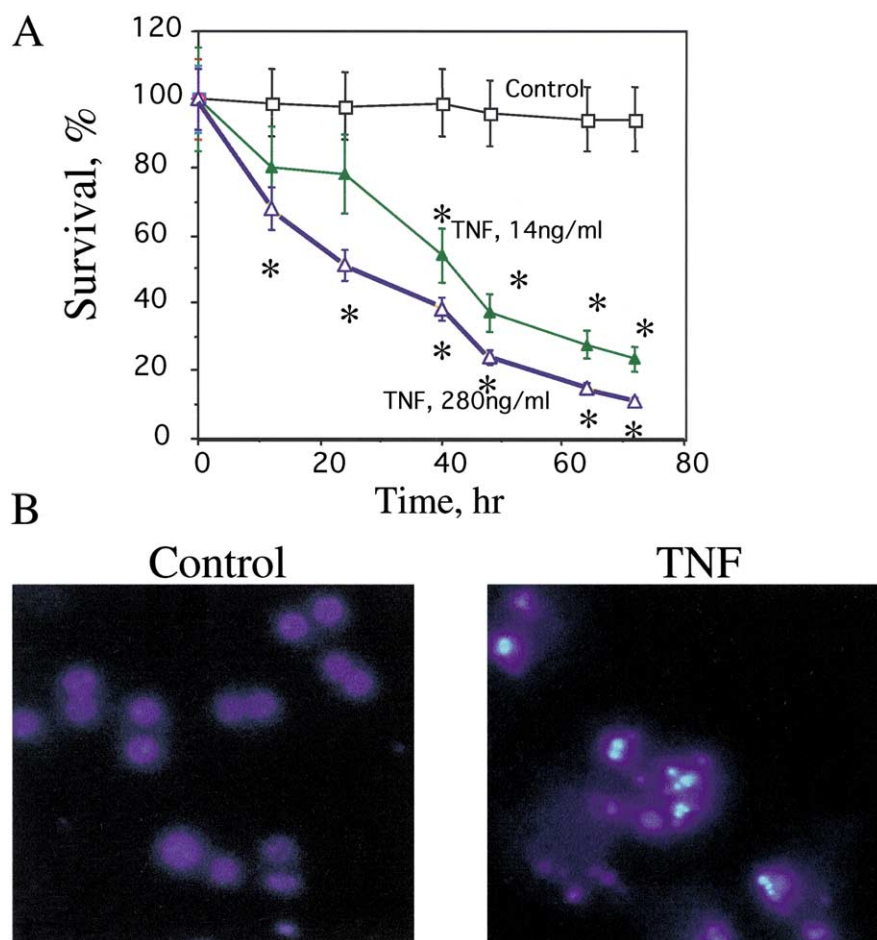 A
120
100
80
60
40
20
0
Survival, %
Control
*
TNF, 14ng/ml
*
*
*
*
*
*
*
TNF, 280ng/ml
*
*
*
0
20
40
60
80
Time, hr
B
Control
TNF